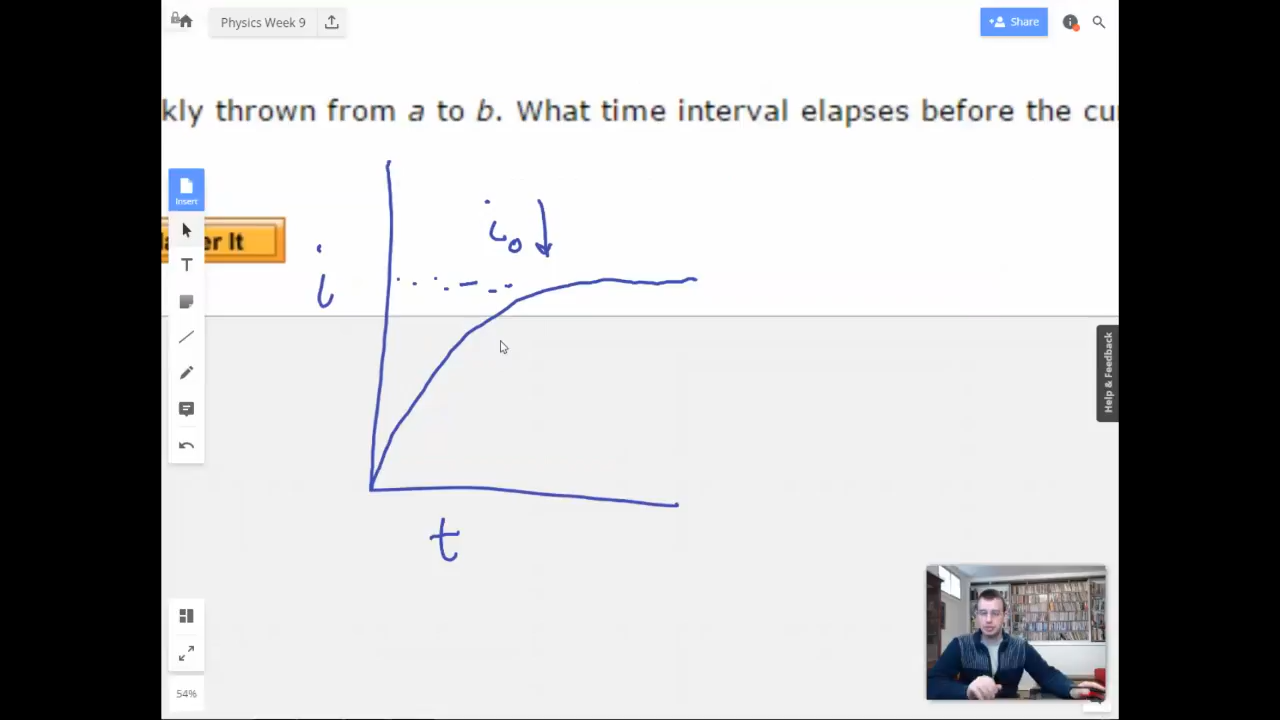 Physics Week 9
Share
kly thrown from a to b. What time interval elapses before the cu
Insert
er It
i₀
i
T
Help & Feedback
t
54%